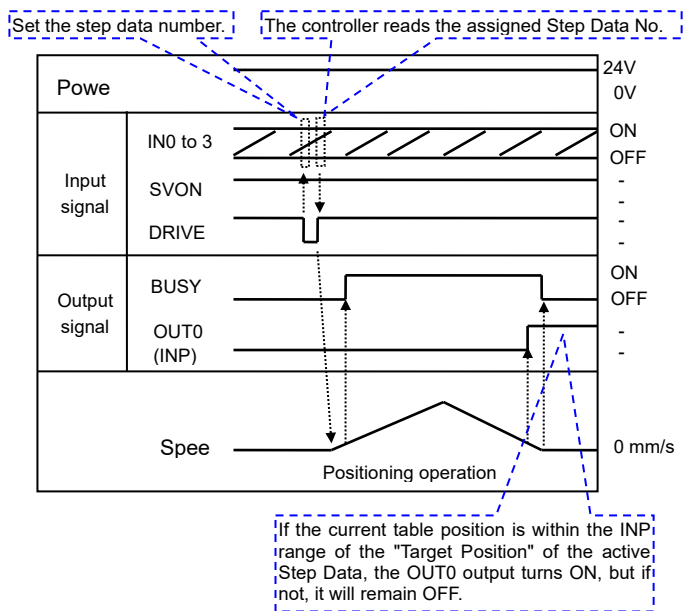 Set the step data number.
The controller reads the assigned Step Data No.
Powe
24V
0V
Input
signal
IN0 to 3
ON
OFF
SVON
-
-
DRIVE
-
-
Output
signal
BUSY
ON
OFF
OUT0
(INP)
-
-
Spee
0 mm/s
Positioning operation
If the current table position is within the INP
range of the "Target Position" of the active
Step Data, the OUT0 output turns ON, but if
not, it will remain OFF.